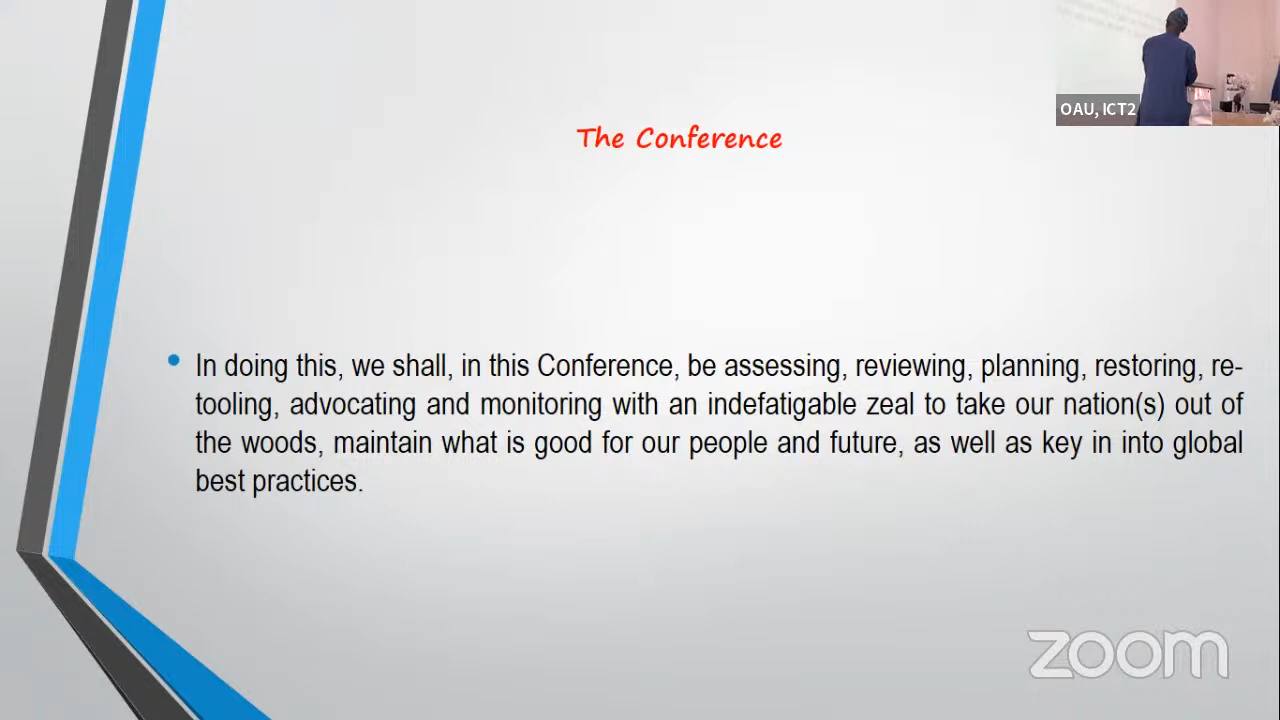 OAU, ICT2
The Conference
• In doing this, we shall, in this Conference, be assessing, reviewing, planning, restoring, re-
tooling, advocating and monitoring with an indefatigable zeal to take our nation(s) out of
the woods, maintain what is good for our people and future, as well as key in into global
best practices.
zoom